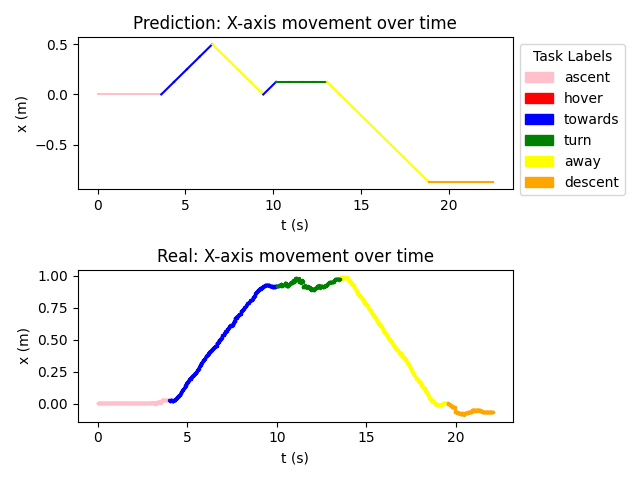 Prediction: X-axis movement over time
0.5
0.0
−0.5
x (m)
0
5
10
15
20
t (s)
Task Labels
ascent
hover
towards
turn
away
descent
Real: X-axis movement over time
1.00
0.75
0.50
0.25
0.00
x (m)
0
5
10
15
20
t (s)